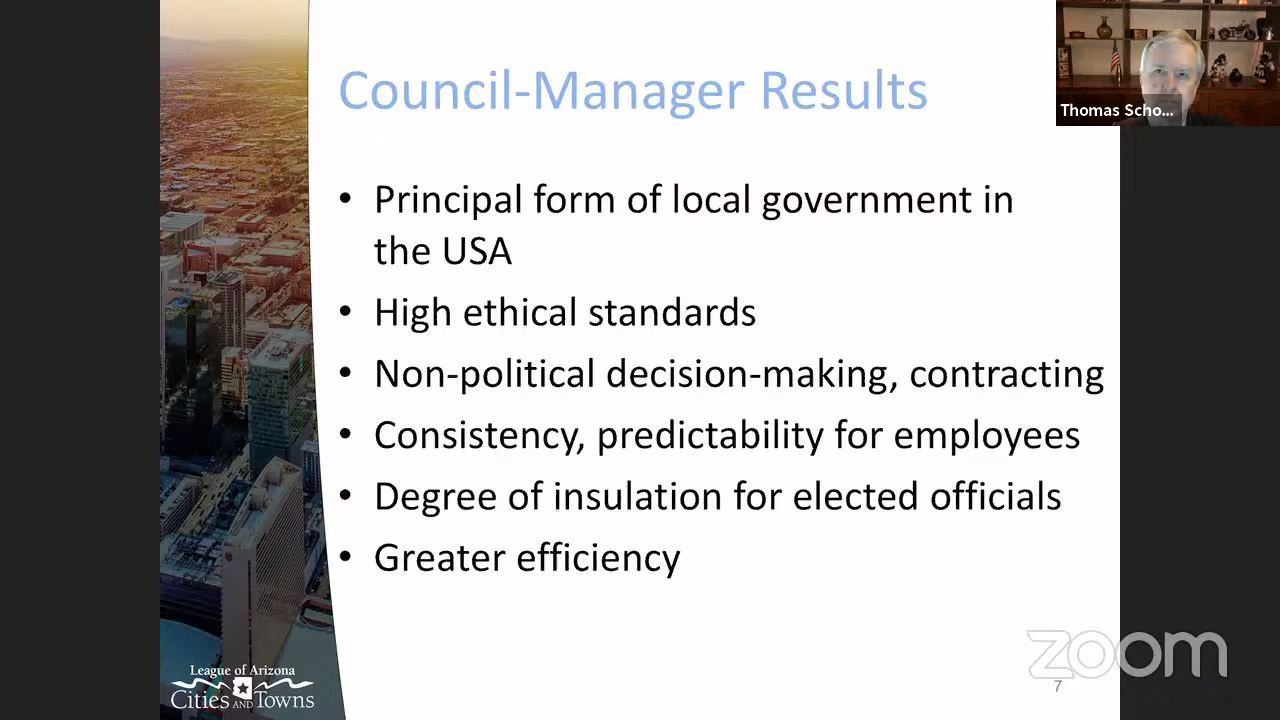 Council-Manager Results
Thomas Scho...
• Principal form of local government in
the USA
• High ethical standards
• Non-political decision-making, contracting
• Consistency, predictability for employees
• Degree of insulation for elected officials
• Greater efficiency
League of Arizona
Cities AND Towns
zoom
7